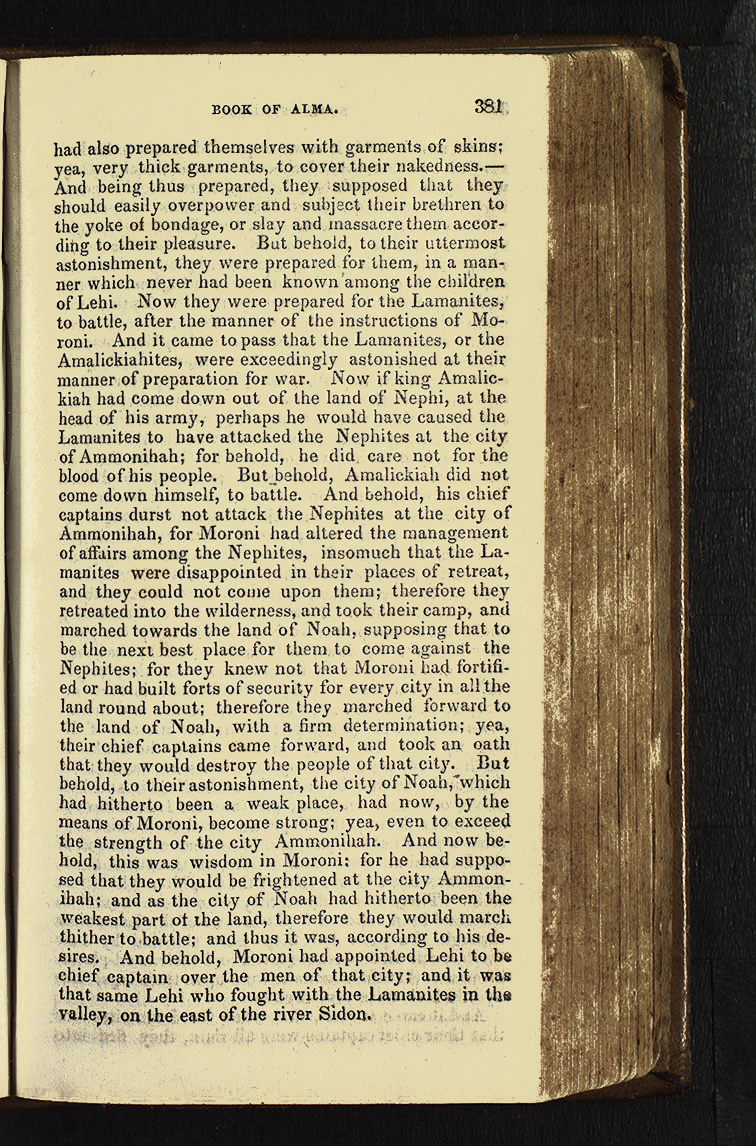 BOOK OF ALMA. 381
had also prepared themselves with garments of skins;
yea, very thick garments, to cover their nakedness.—
And being thus prepared, they supposed that they
should easily overpower and subject their brethren to
the yoke of bondage, or slay and massacre them accor-
ding to their pleasure. But behold, to their uttermost
astonishment, they were prepared for them, in a man-
ner which never had been known among the children
of Lehi. Now they were prepared for the Lamanites,
to battle, after the manner of the instructions of Mo-
roni. And it came to pass that the Lamanites, or the
Amalickiahites, were exceedingly astonished at their
manner of preparation for war. Now if king Amalic-
kiah had come down out of the land of Nephi, at the
head of his army, perhaps he would have caused the
Lamanites to have attacked the Nephites at the city
of Ammonihah; for behold, he did care not for the
blood of his people. But behold, Amalickiah did not
come down himself, to battle. And behold, his chief
captains durst not attack the Nephites at the city of
Ammonihah, for Moroni had altered the management
of affairs among the Nephites, insomuch that the La-
manites were disappointed in their places of retreat,
and they could not come upon them; therefore they
retreated into the wilderness, and took their camp, and
marched towards the land of Noah, supposing that to
be the next best place for them to come against the
Nephites; for they knew not that Moroni had fortifi-
ed or had built forts of security for every city in all the
land round about; therefore they marched forward to
the land of Noah, with a firm determination; yea,
their chief captains came forward, and took an oath
that they would destroy the people of that city. But
behold, to their astonishment, the city of Noah, which
had hitherto been a weak place, had now, by the
means of Moroni, become strong; yea, even to exceed
the strength of the city Ammonihah. And now be-
hold, this was wisdom in Moroni: for he had suppo-
sed that they would be frightened at the city Ammon-
ihah; and as the city of Noah had hitherto been the
weakest part of the land, therefore they would march
thither to battle; and thus it was, according to his de-
sires. And behold, Moroni had appointed Lehi to be
chief captain over the men of that city; and it was
that same Lehi who fought with the Lamanites in the
valley, on the east of the river Sidon.